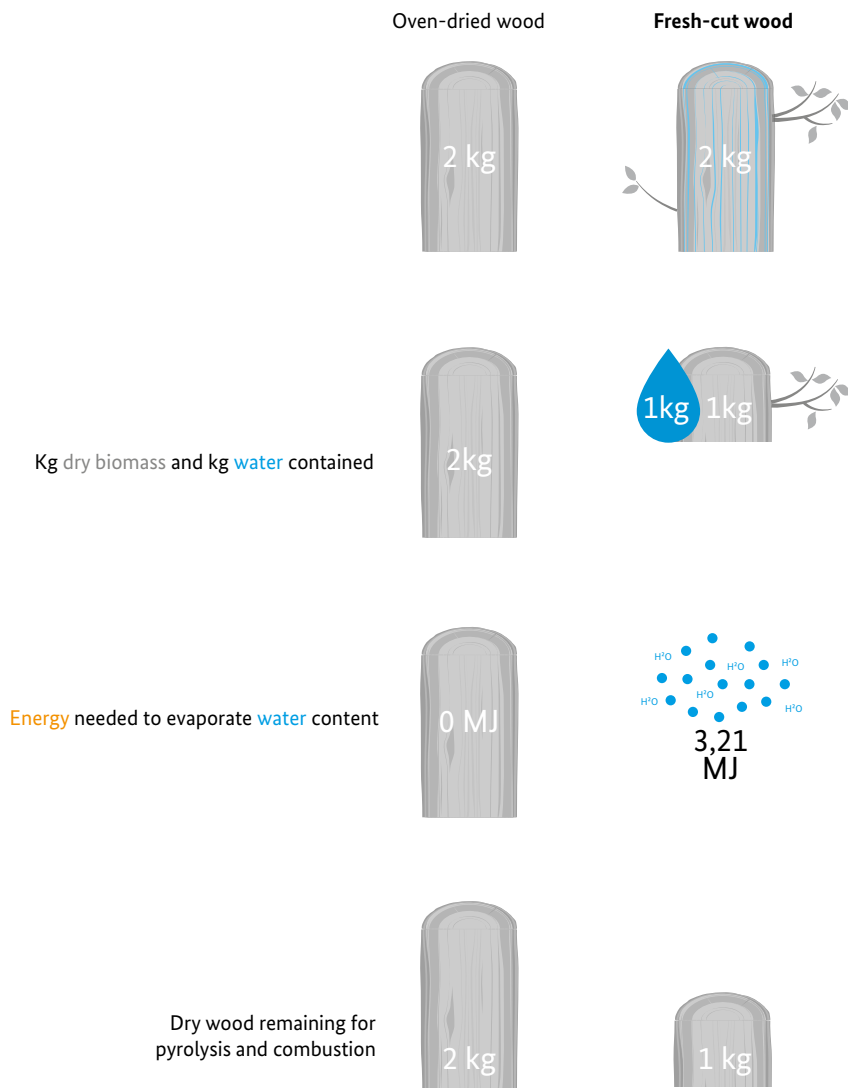 Oven-dried wood
Fresh-cut wood
2 kg
2 kg
Kg dry biomass and kg water contained
2kg
1kg
1kg
Energy needed to evaporate water content
0 MJ
H²O
H²O
H²O
H²O
H²O
H²O
3,21
MJ
Dry wood remaining for
pyrolysis and combustion
2 kg
1 kg